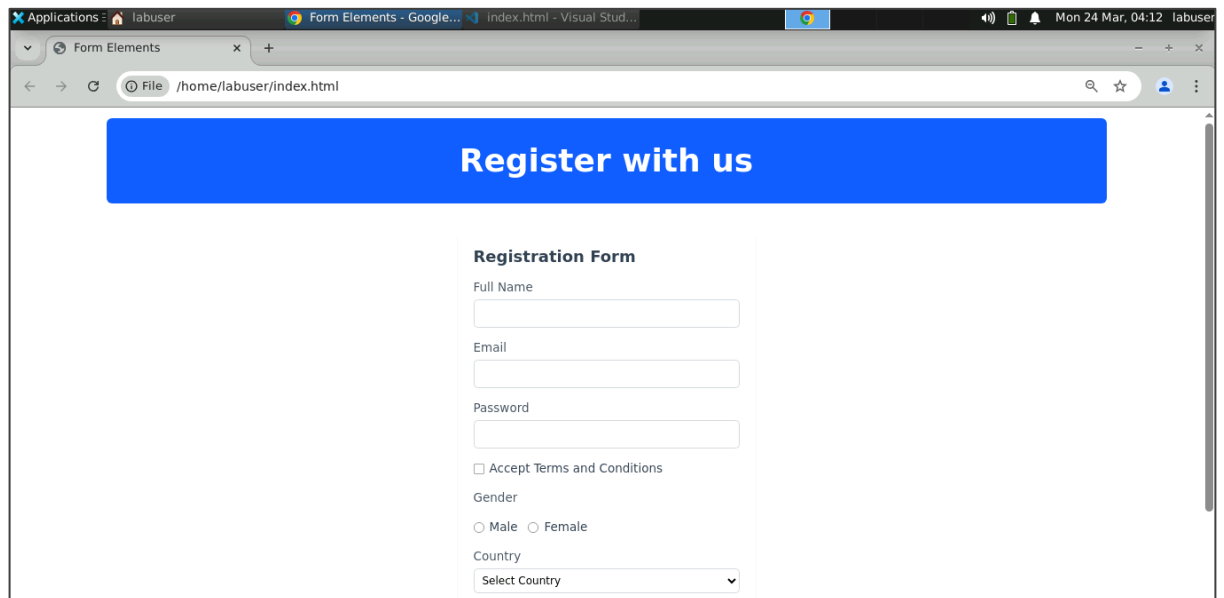 Applications : labuser Form Elements - Google... index.html - Visual Stud... Mon 24 Mar, 04:12 labuser
Form Elements
File /home/labuser/index.html
Register with us
Registration Form
Full Name
Email
Password
Accept Terms and Conditions
Gender
Male Female
Country
Select Country